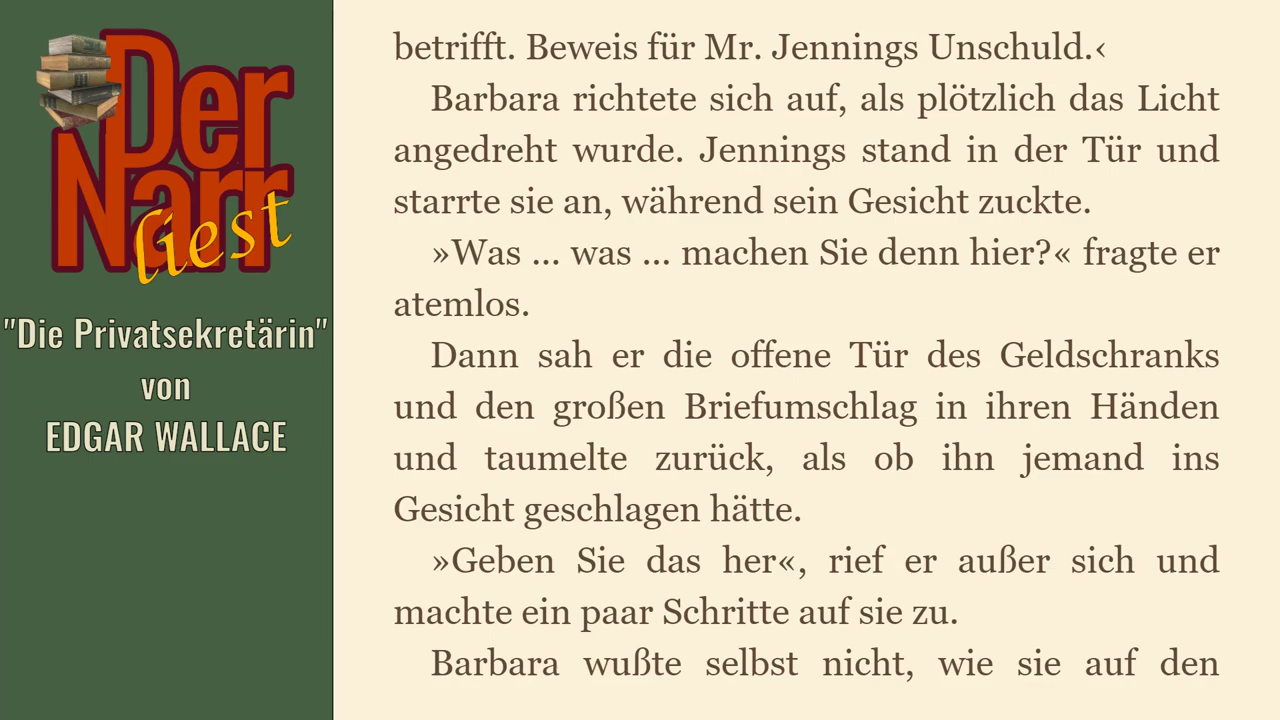 Der
Narr
liest
"Die Privatsekretärin"
von
EDGAR WALLACE
betrifft. Beweis für Mr. Jennings Unschuld.‹
Barbara richtete sich auf, als plötzlich das Licht
angedreht wurde. Jennings stand in der Tür und
starrte sie an, während sein Gesicht zuckte.
»Was ... was ... machen Sie denn hier?« fragte er
atemlos.
Dann sah er die offene Tür des Geldschranks
und den großen Briefumschlag in ihren Händen
und taumelte zurück, als ob ihn jemand ins
Gesicht geschlagen hätte.
»Geben Sie das her«, rief er außer sich und
machte ein paar Schritte auf sie zu.
Barbara wußte selbst nicht, wie sie auf den